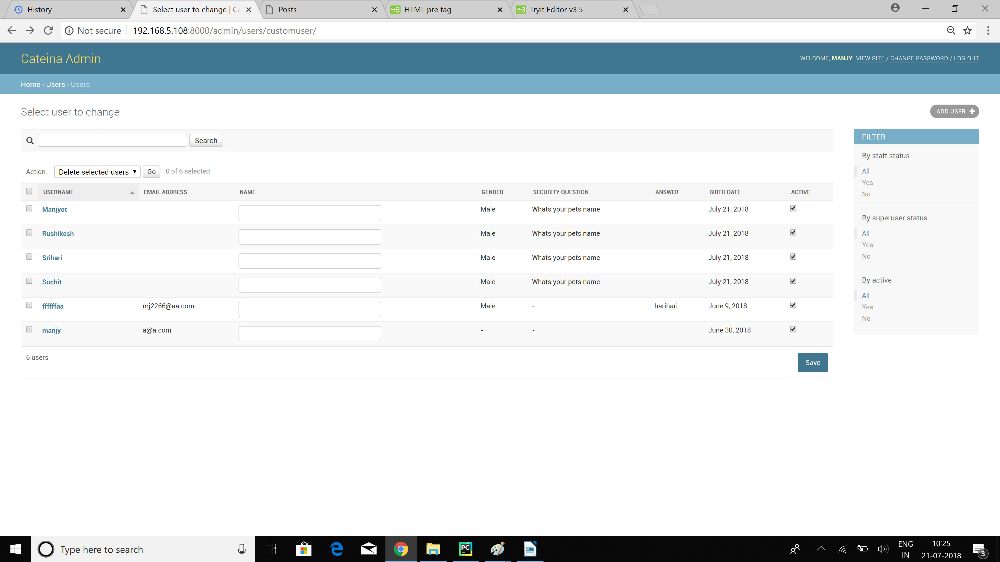 History
Select user to change | Ca
Posts
HTML pre tag
Tryit Editor v3.5
Not secure 192.168.5.108:8000/admin/users/customuser/
Cateina Admin
WELCOME, MANJY. VIEW SITE / CHANGE PASSWORD / LOG OUT
Home › Users › Users
Select user to change
ADD USER +
Search
Action: Delete selected users Go 0 of 6 selected
USERNAME EMAIL ADDRESS NAME GENDER SECURITY QUESTION ANSWER BIRTH DATE ACTIVE
Manjyot Male Whats your pets name July 21, 2018
Rushikesh Male Whats your pets name July 21, 2018
Srihari Male Whats your pets name July 21, 2018
Suchit Male Whats your pets name July 21, 2018
ffffffaa mj2266@aa.com Male - harihari June 9, 2018
manjy a@a.com - - June 30, 2018
6 users
Save
FILTER
By staff status
All
Yes
No
By superuser status
All
Yes
No
By active
All
Yes
No
Type here to search
PC
ENG
IN
10:25
21-07-2018
3